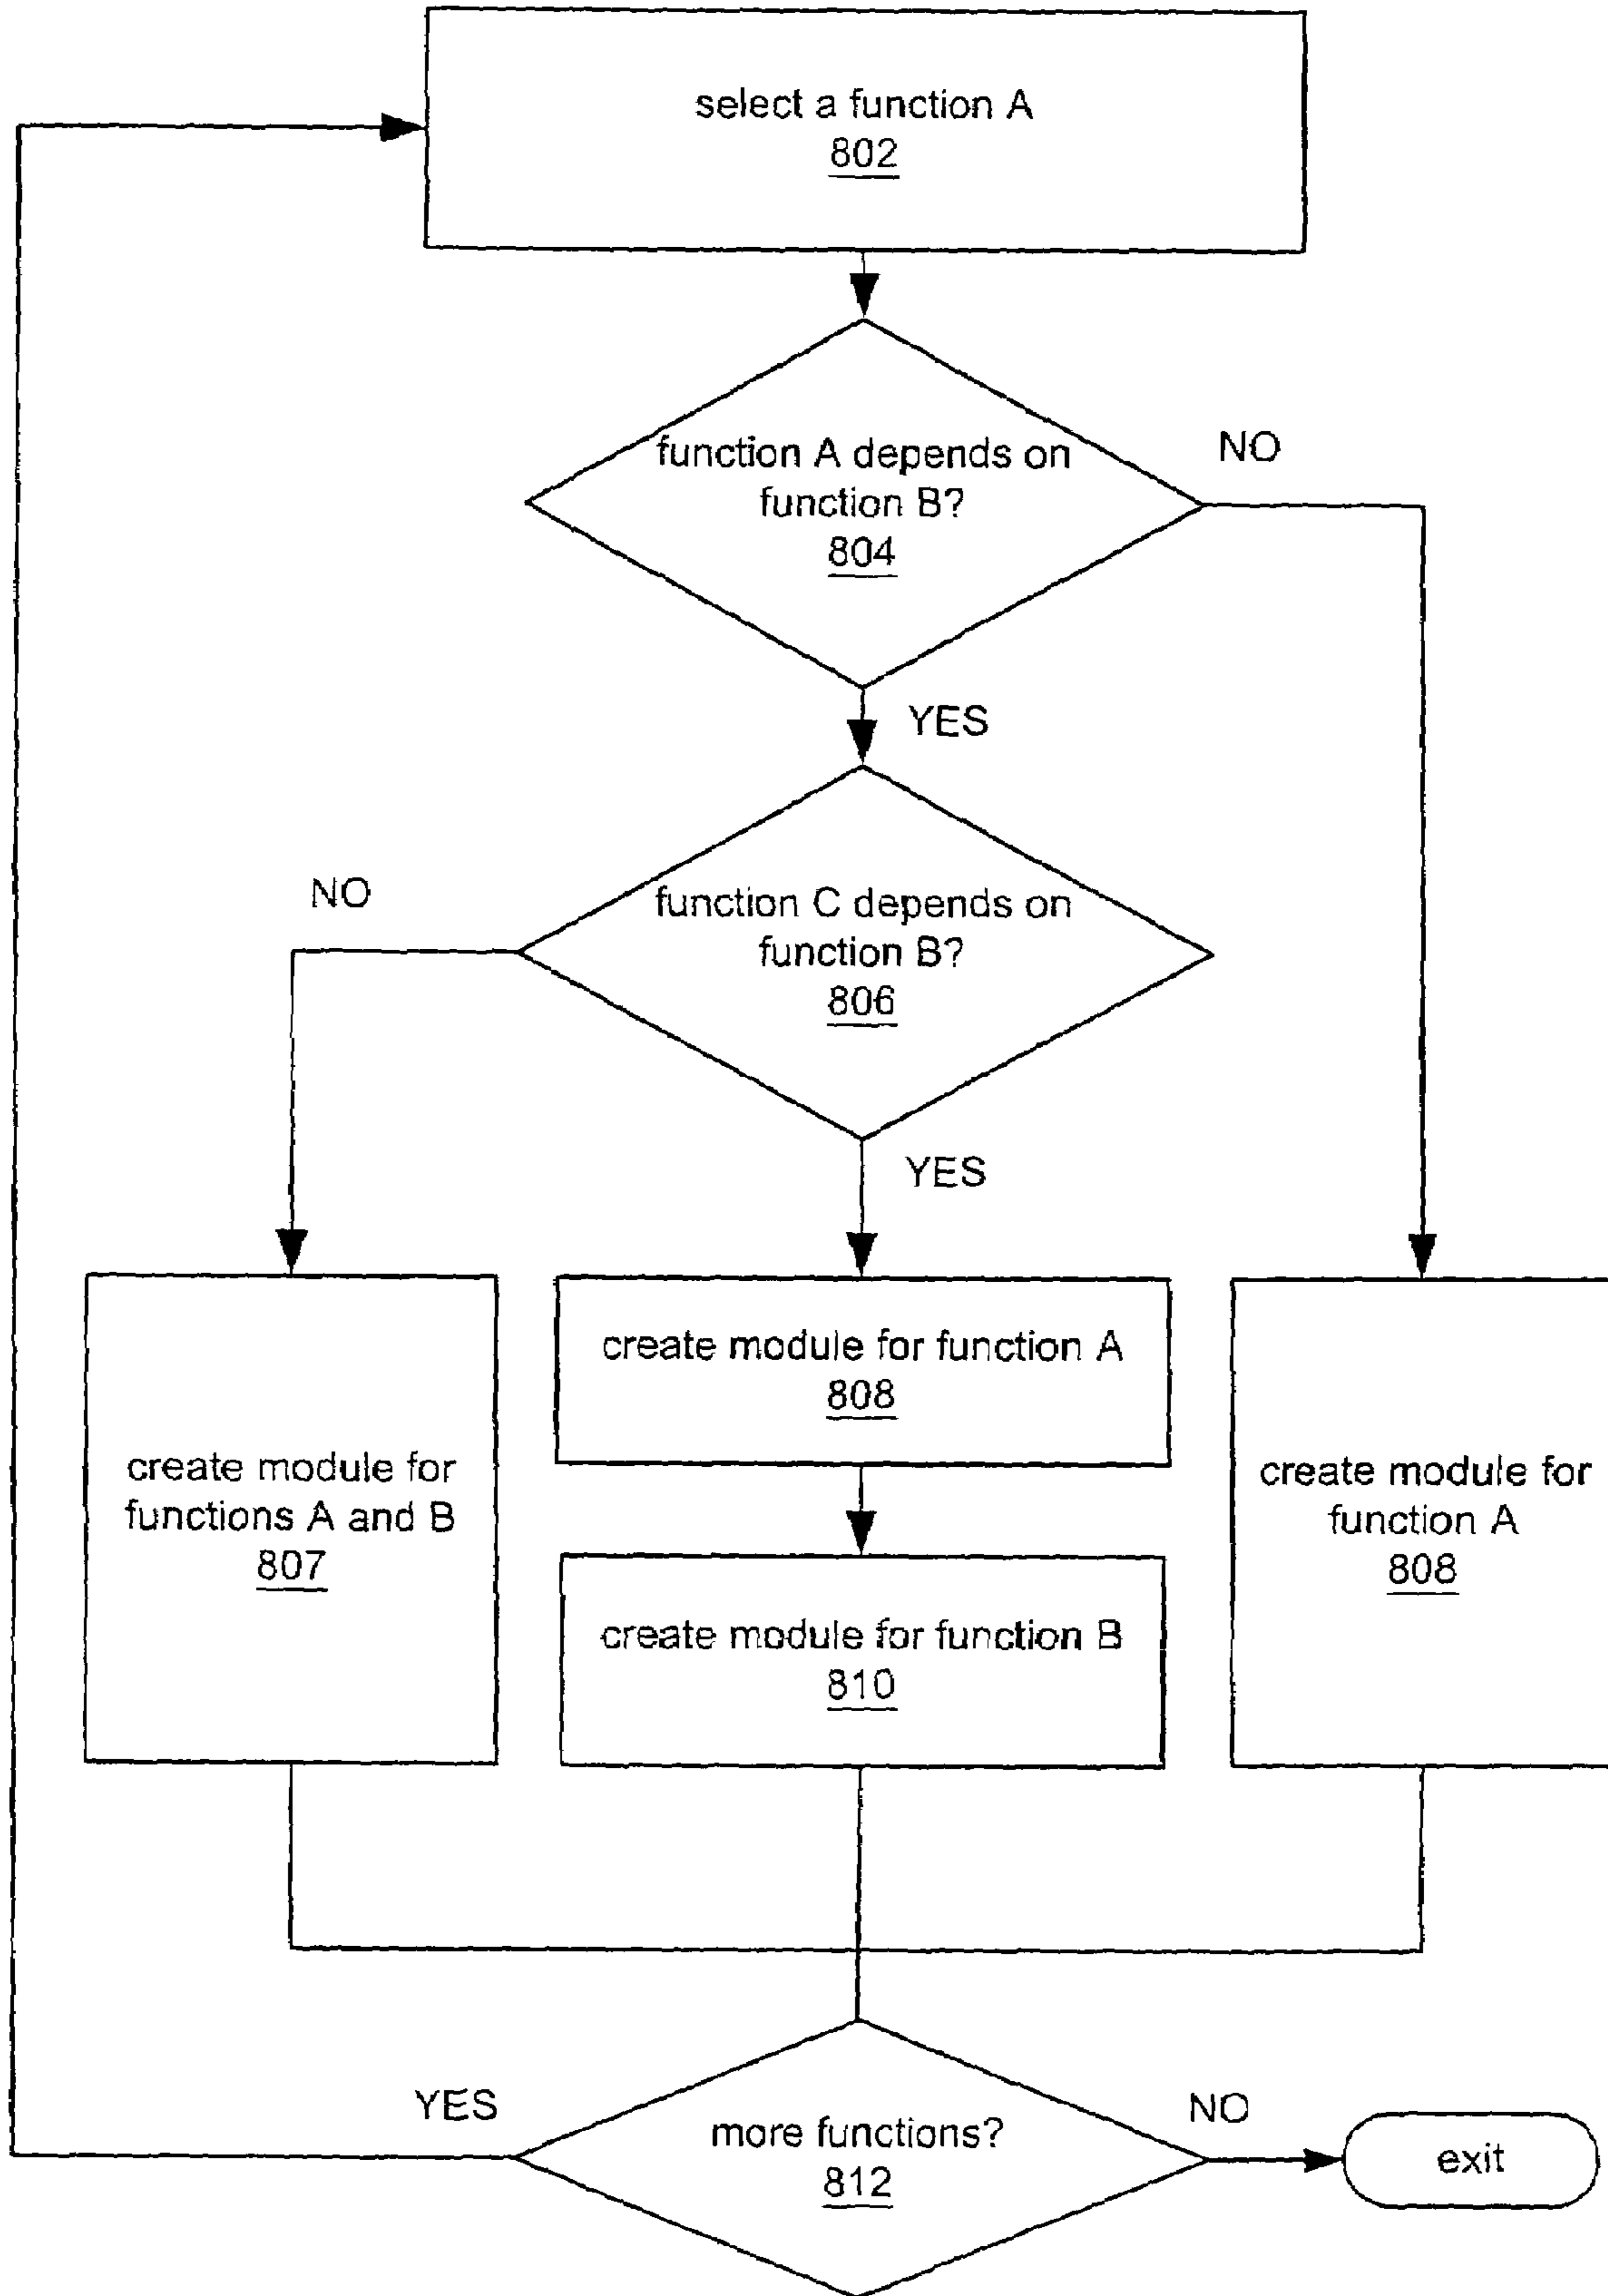 select a function A
802
function A depends on
function B?
804
NO
YES
function C depends on
function B?
806
NO
YES
create module for
functions A and B
807
create module for function A
808
create module for function B
810
create module for
function A
808
more functions?
812
YES
NO
exit